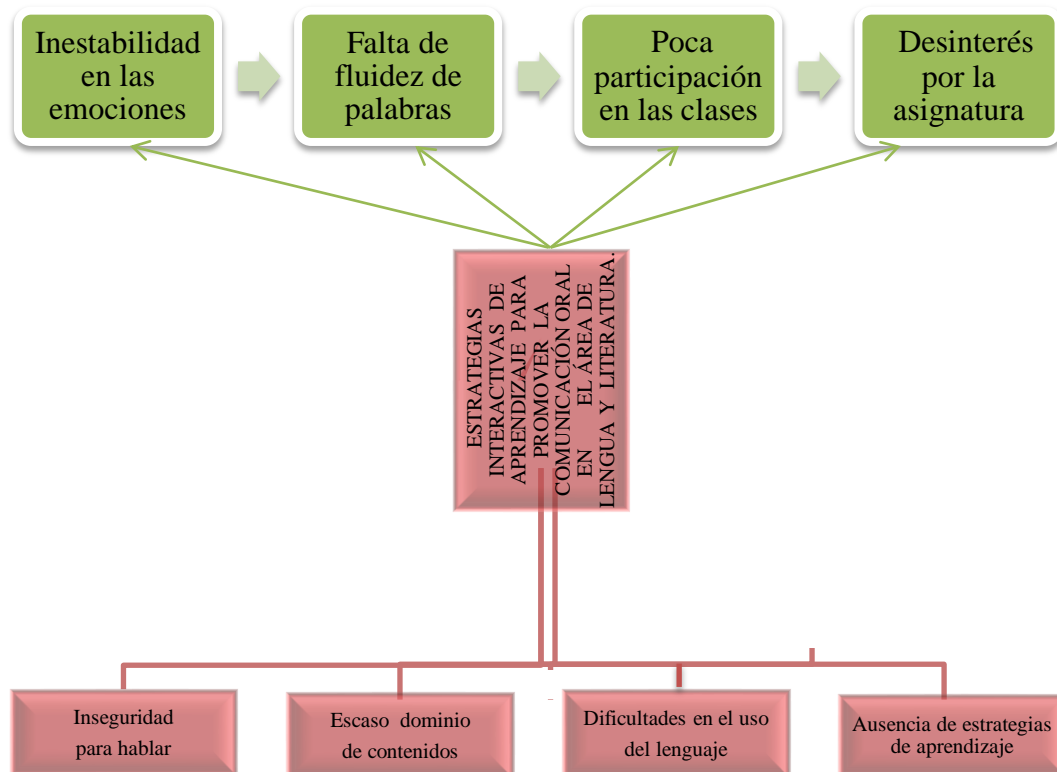 Inestabilidad
en las
emociones
Falta de
fluidez de
palabras
Poca
participación
en las clases
Desinterés
por la
asignatura
ESTRATEGIAS
INTERACTIVAS DE
APRENDIZAJE PARA
PROMOVER LA
COMUNICACIÓN ORAL
EN EL ÁREA DE
LENGUA Y LITERATURA.
Inseguridad
para hablar
Escaso dominio
de contenidos
Dificultades en el uso
del lenguaje
Ausencia de estrategias
de aprendizaje